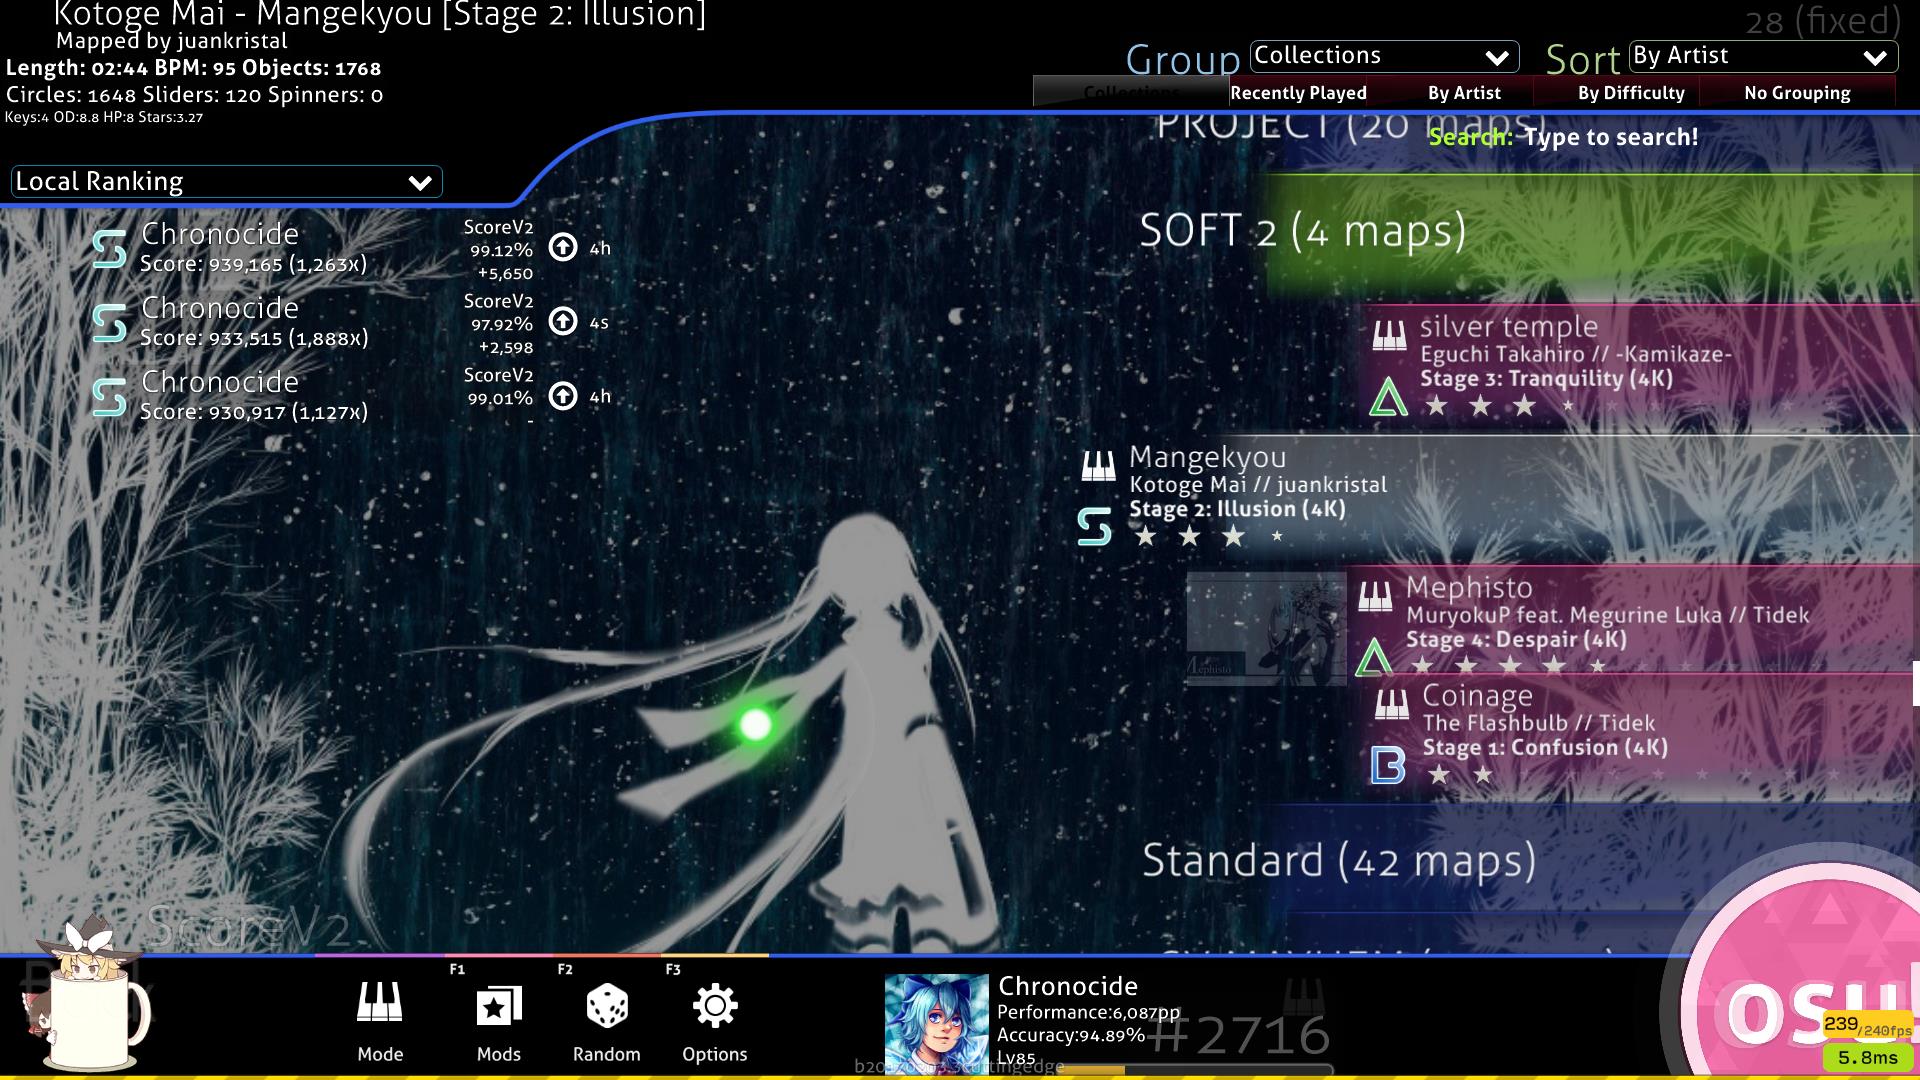 Kotoge Mai - Mangekyou [Stage 2: Illusion]
Mapped by juankristal
Length: 02:44 BPM: 95 Objects: 1768
Circles: 1648 Sliders: 120 Spinners: 0
Keys:4 OD:8.8 HP:8 Stars:3.27
28 (fixed)
Group Collections
Sort By Artist
Collections Recently Played By Artist By Difficulty No Grouping
PROJECT (20 maps)
Search: Type to search!
Local Ranking
Chronocide
Score: 939,165 (1,263x)
ScoreV2
99.12%
+5,650
4h
Chronocide
Score: 933,515 (1,888x)
ScoreV2
97.92%
+2,598
4s
Chronocide
Score: 930,917 (1,127x)
ScoreV2
99.01%
-
4h
SOFT 2 (4 maps)
silver temple
Eguchi Takahiro // -Kamikaze-
Stage 3: Tranquility (4K)
Mangekyou
Kotoge Mai // juankristal
Stage 2: Illusion (4K)
Mephisto
Mephisto
MuryokuP feat. Megurine Luka // Tidek
Stage 4: Despair (4K)
Coinage
The Flashbulb // Tidek
Stage 1: Confusion (4K)
Standard (42 maps)
ScoreV2
F1
F2
F3
Mode
Mods
Random
Options
Chronocide
Performance:6,087pp
Accuracy:94.89%
Lv85
#2716
osu
239/240fps
5.8ms